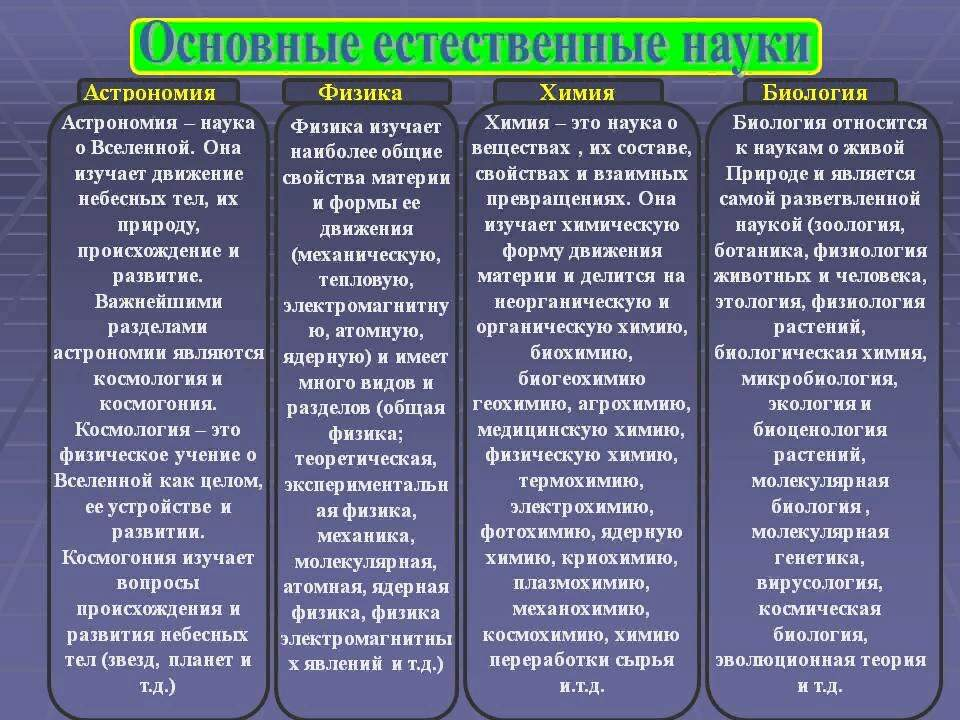 Основные естественные науки
Астрономия
Астрономия – наука
о Вселенной. Она
изучает движение
небесных тел, их
природу,
происхождение и
развитие.
Важнейшими
разделами
астрономии являются
космология и
космогония.
Космология – это
физическое учение о
Вселенной как целом,
ее устройстве и
развитии.
Космогония изучает
вопросы
происхождения и
развития небесных
тел (звезд, планет и
т.д.)
Физика
Физика изучает
наиболее общие
свойства материи
и формы ее
движения
(механическую,
тепловую,
электромагнитну
ю, атомную,
ядерную) и имеет
много видов и
разделов (общая
физика;
теоретическая,
экспериментальн
ая физика,
механика,
молекулярная,
атомная, ядерная
физика, физика
электромагнитны
х явлений и т.д.)
Химия
Химия – это наука о
веществах , их составе,
свойствах и взаимных
превращениях. Она
изучает химическую
форму движения
материи и делится на
неорганическую и
органическую химию,
биохимию,
биогеохимию
геохимию, агрохимию,
медицинскую химию,
физическую химию,
термохимию,
электрохимию,
фотохимию, ядерную
химию, криохимию,
плазмохимию,
механохимию,
космохимию, химию
переработки сырья
и.т.д.
Биология
Биология относится
к наукам о живой
Природе и является
самой разветвленной
наукой (зоология,
ботаника, физиология
животных и человека,
этология, физиология
растений,
биологическая химия,
микробиология,
экология и
биоценология
растений,
молекулярная
биология ,
молекулярная
генетика,
вирусология,
космическая
биология,
эволюционная теория
и т.д.